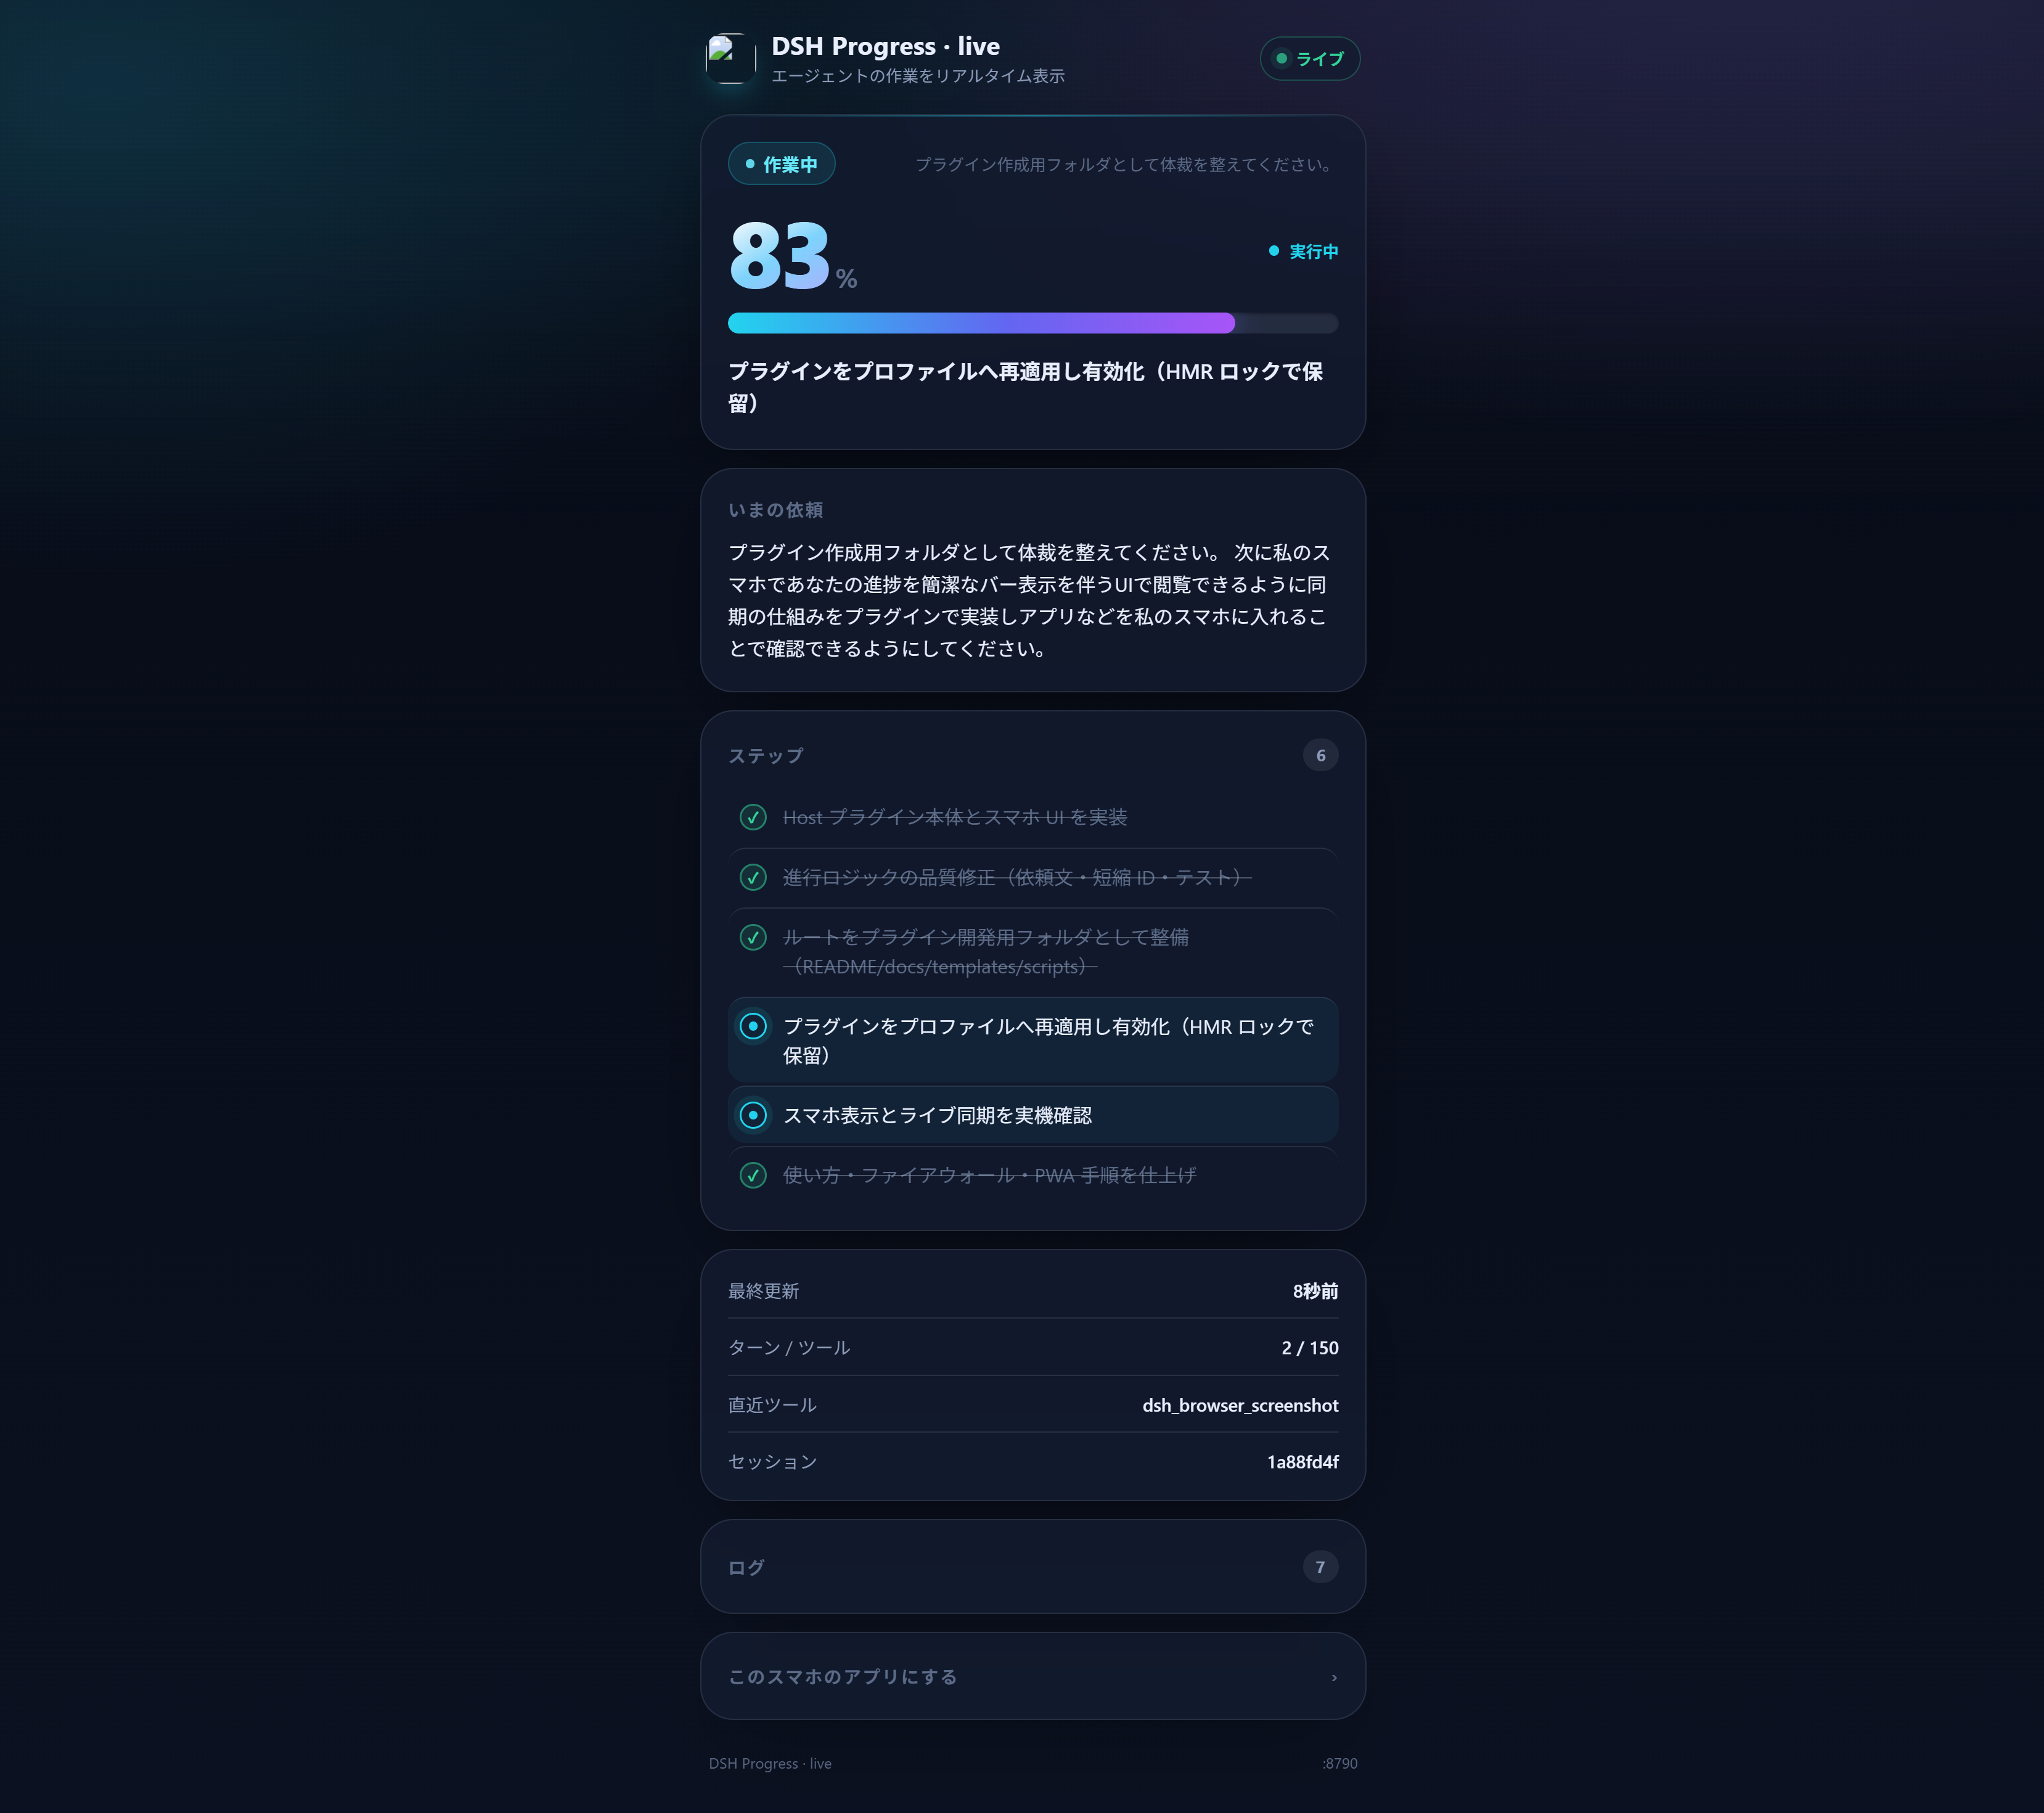 DSH Progress · live
エージェントの作業をリアルタイム表示
ライブ
作業中
プラグイン作成用フォルダとして体裁を整えてください。
83%
実行中
プラグインをプロファイルへ再適用し有効化（HMR ロックで保
留）
いまの依頼
プラグイン作成用フォルダとして体裁を整えてください。 次に私のス
マホであなたの進捗を簡潔なバー表示を伴うUIで閲覧できるように同
期の仕組みをプラグインで実装しアプリなどを私のスマホに入れるこ
とで確認できるようにしてください。
ステップ
6
Host プラグイン本体とスマホ UI を実装
進行ロジックの品質修正（依頼文・短縮 ID・テスト）
ルートをプラグイン開発用フォルダとして整備
（README/docs/templates/scripts）
プラグインをプロファイルへ再適用し有効化（HMR ロックで
保留）
スマホ表示とライブ同期を実機確認
使い方・ファイアウォール・PWA 手順を仕上げ
最終更新
8秒前
ターン / ツール
2 / 150
直近ツール
dsh_browser_screenshot
セッション
1a88fd4f
ログ
7
このスマホのアプリにする
›
DSH Progress · live
:8790